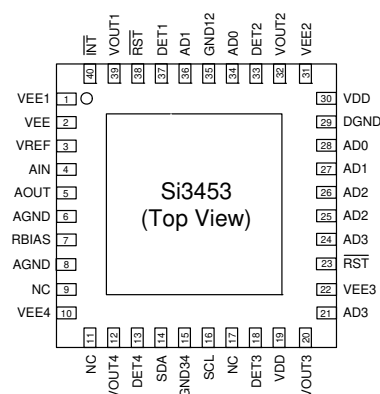 INT
VOUT1
RST
DET1
AD1
GND12
AD0
DET2
VOUT2
VEE2
40
39
38
37
36
35
34
33
32
31
VEE1 1
VEE 2
VREF 3
AIN 4
AOUT 5
AGND 6
RBIAS 7
AGND 8
NC 9
VEE4 10
Si3453
(Top View)
30 VDD
29 DGND
28 AD0
27 AD1
26 AD2
25 AD2
24 AD3
23 RST
22 VEE3
21 AD3
11
12
13
14
15
16
17
18
19
20
NC
VOUT4
DET4
SDA
GND34
SCL
NC
DET3
VDD
VOUT3